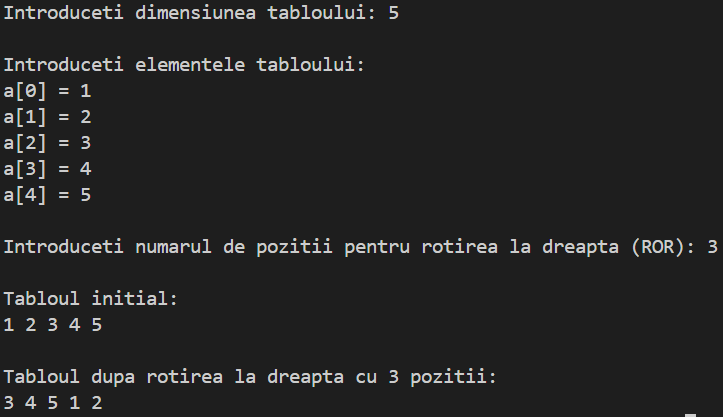 Introduceti dimensiunea tabloului: 5
Introduceti elementele tabloului:
a[0] = 1
a[1] = 2
a[2] = 3
a[3] = 4
a[4] = 5
Introduceti numarul de pozitii pentru rotirea la dreapta (ROR): 3
Tabloul initial:
1 2 3 4 5
Tabloul dupa rotirea la dreapta cu 3 pozitii:
3 4 5 1 2